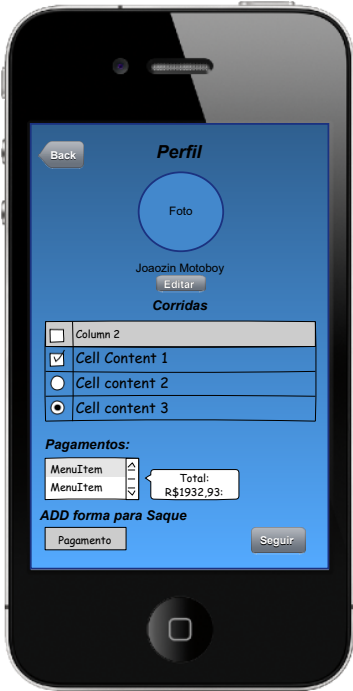 Back
Perfil
Foto
Joaozin Motoboy
Editar
Corridas
Column 2
Cell Content 1
Cell content 2
Cell content 3
Pagamentos:
MenuItem
MenuItem
Total:
R$1932,93:
ADD forma para Saque
Pagamento
Seguir